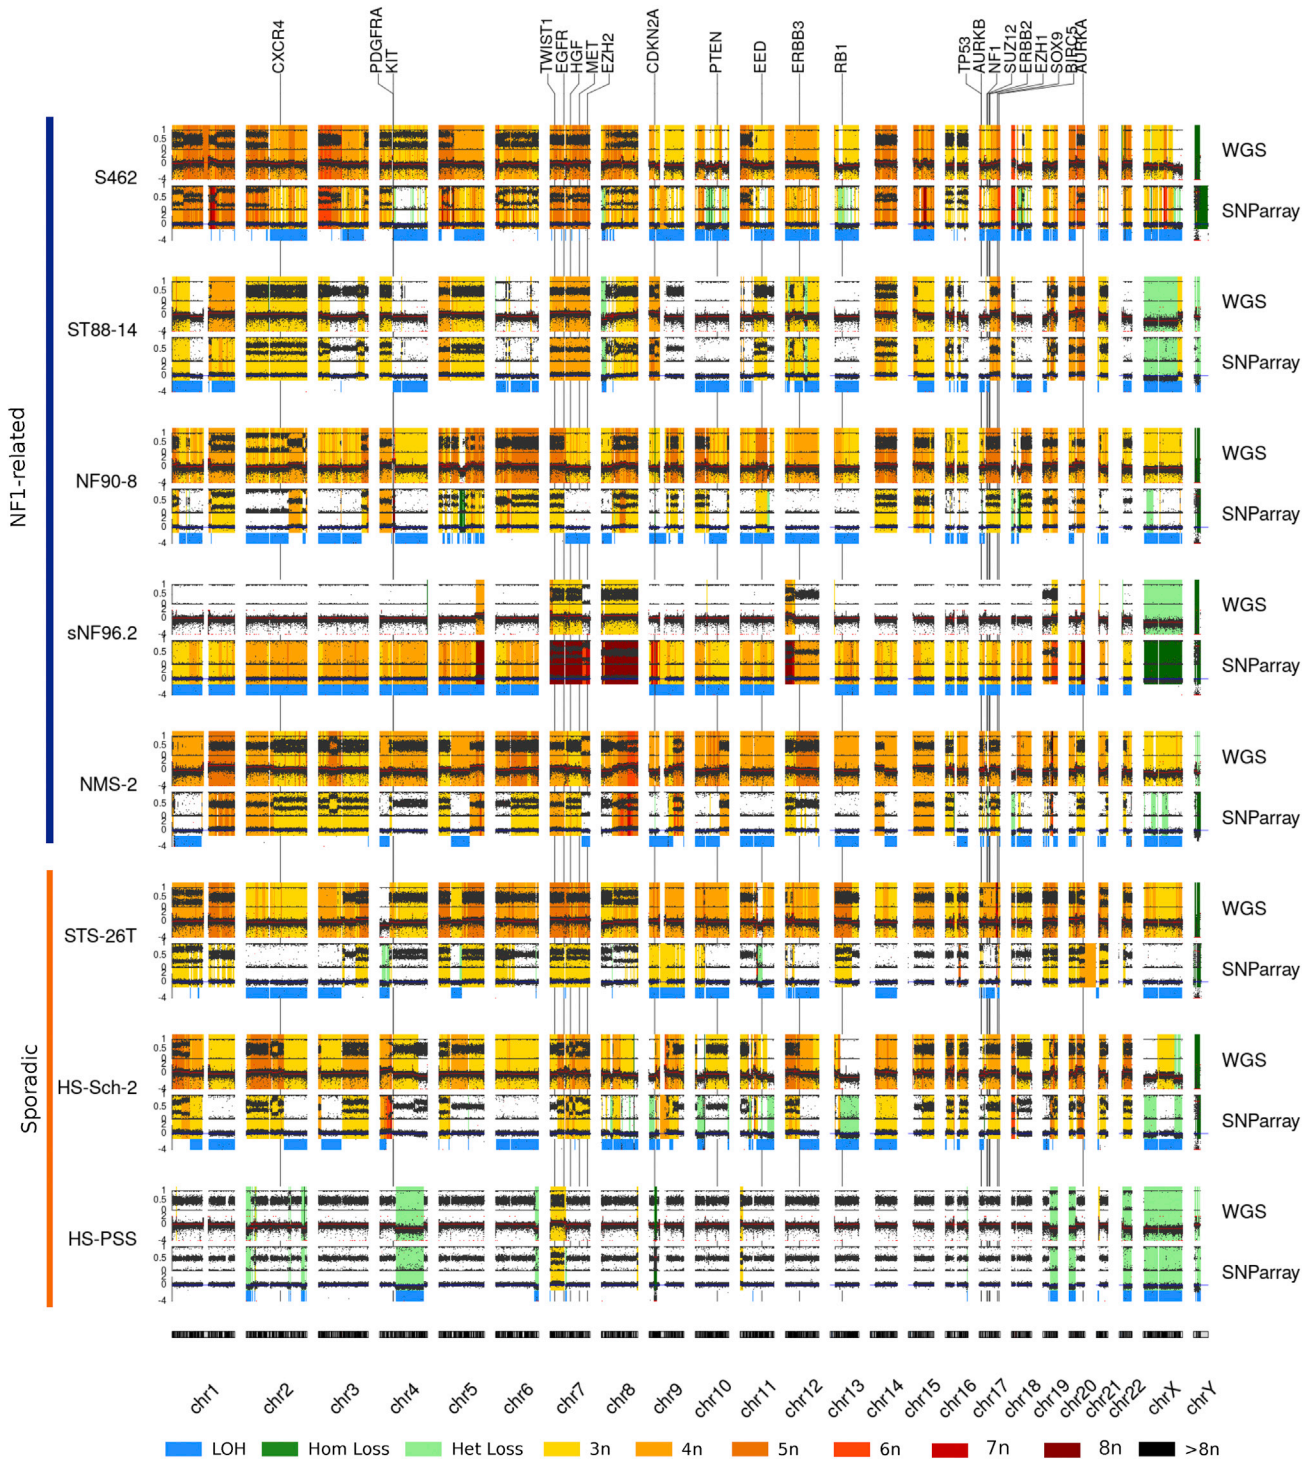 CXCR4
PDGFRA
KIT
TWIST1
EGFR
HGF
MET
EZH2
CDKN2A
PTEN
EED
ERBB3
RB1
TP53
AURKB
NF1
SUZ12
ERBB2
EZH1
SOX9
BIRC5
AURKA
NF1-related
S462
WGS
SNParray
ST88-14
WGS
SNParray
NF90-8
WGS
SNParray
sNF96.2
WGS
SNParray
NMS-2
WGS
SNParray
Sporadic
STS-26T
WGS
SNParray
HS-Sch-2
WGS
SNParray
HS-PSS
WGS
SNParray
chr1 chr2 chr3 chr4 chr5 chr6 chr7 chr8 chr9 chr10 chr11 chr12 chr13 chr14 chr15 chr16 chr17 chr18 chr19 chr20 chr21 chr22 chrX chrY
LOH Hom Loss Het Loss 3n 4n 5n 6n 7n 8n >8n